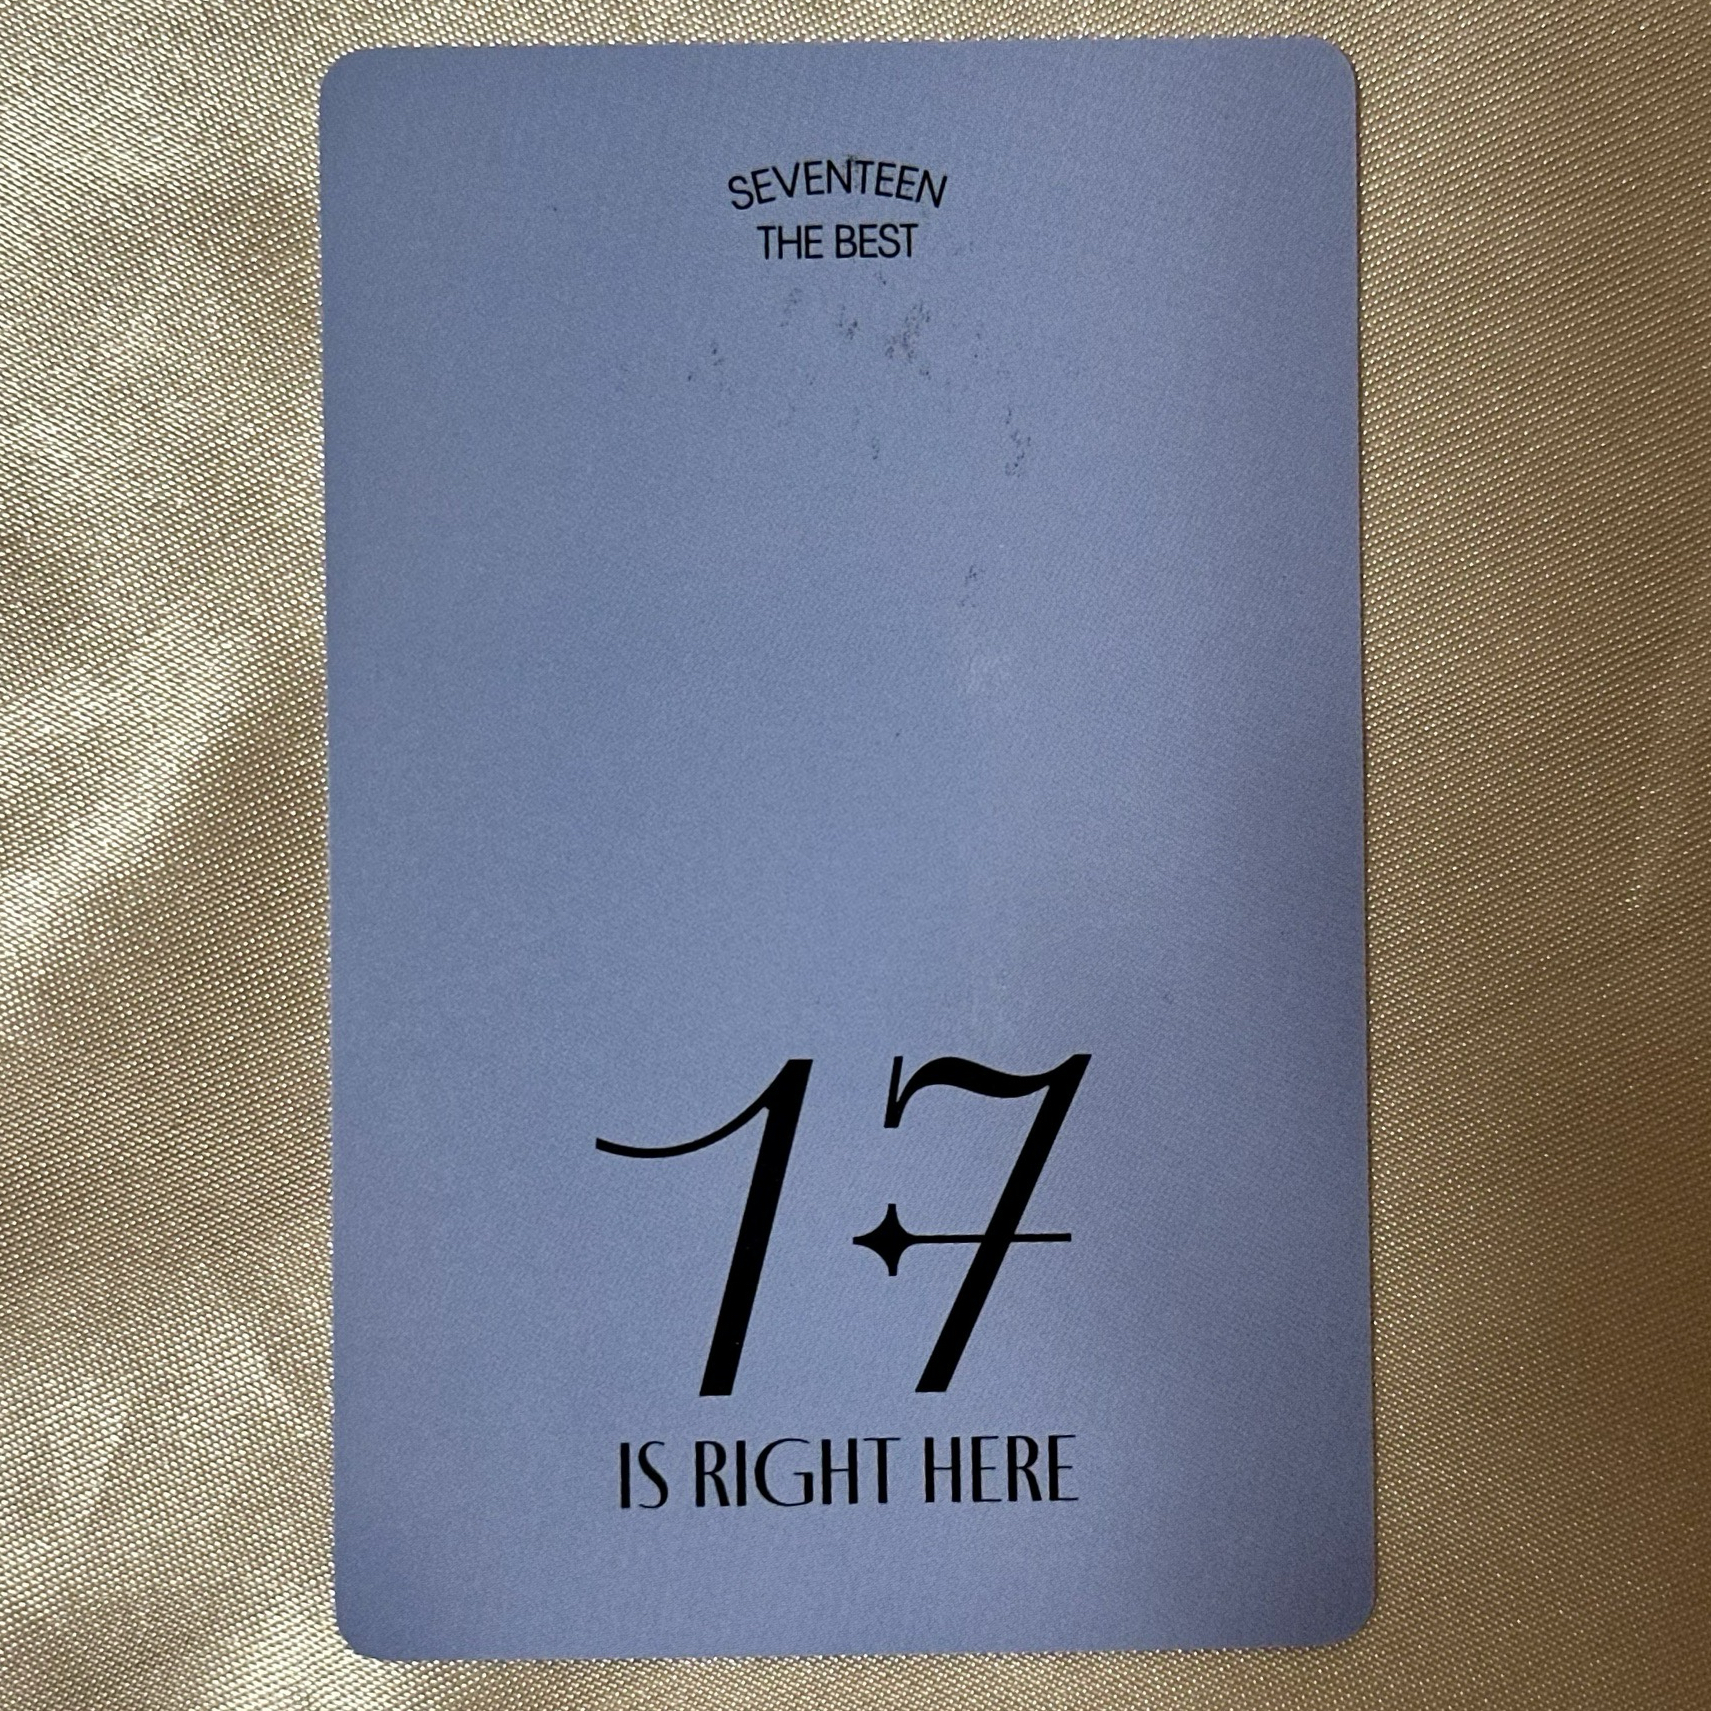 SEVENTEEN
THE BEST
17
IS RIGHT HERE